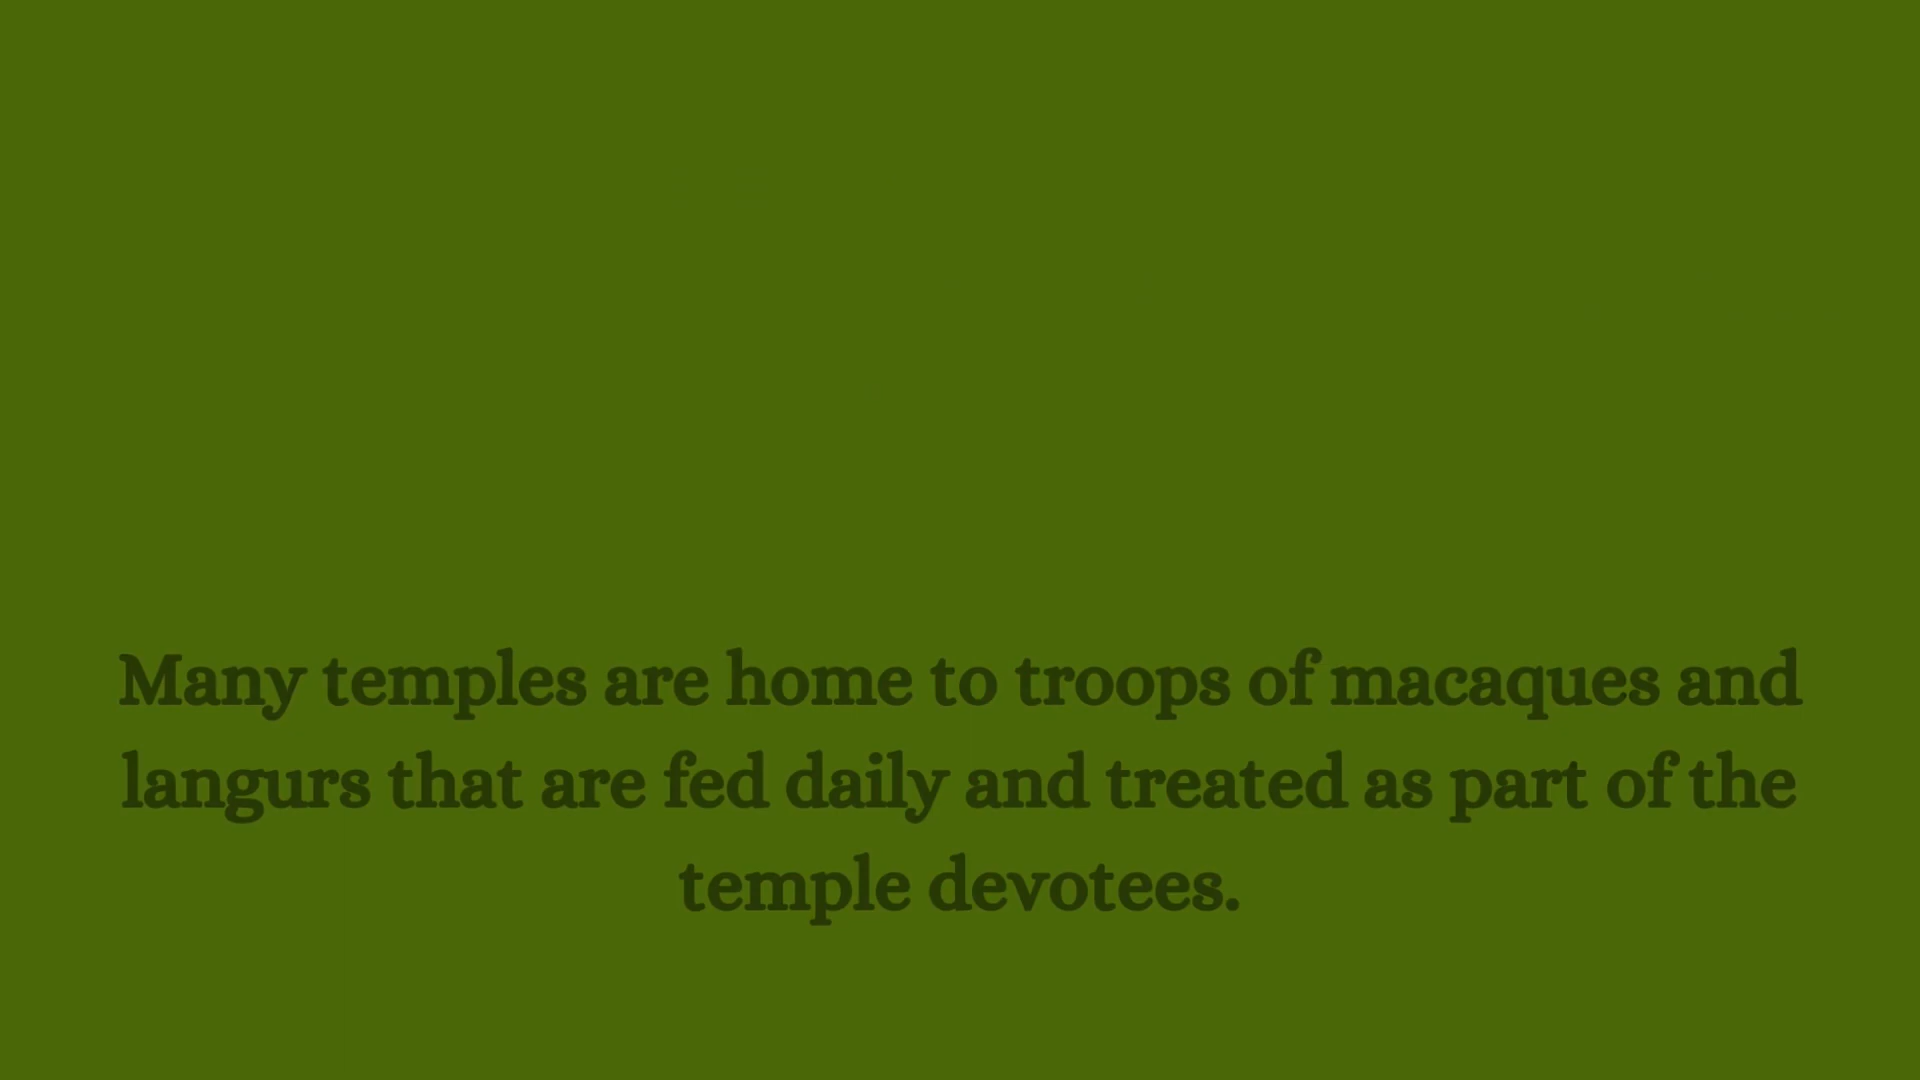 Many temples are home to troops of macaques and
langurs that are fed daily and treated as part of the
temple devotees.